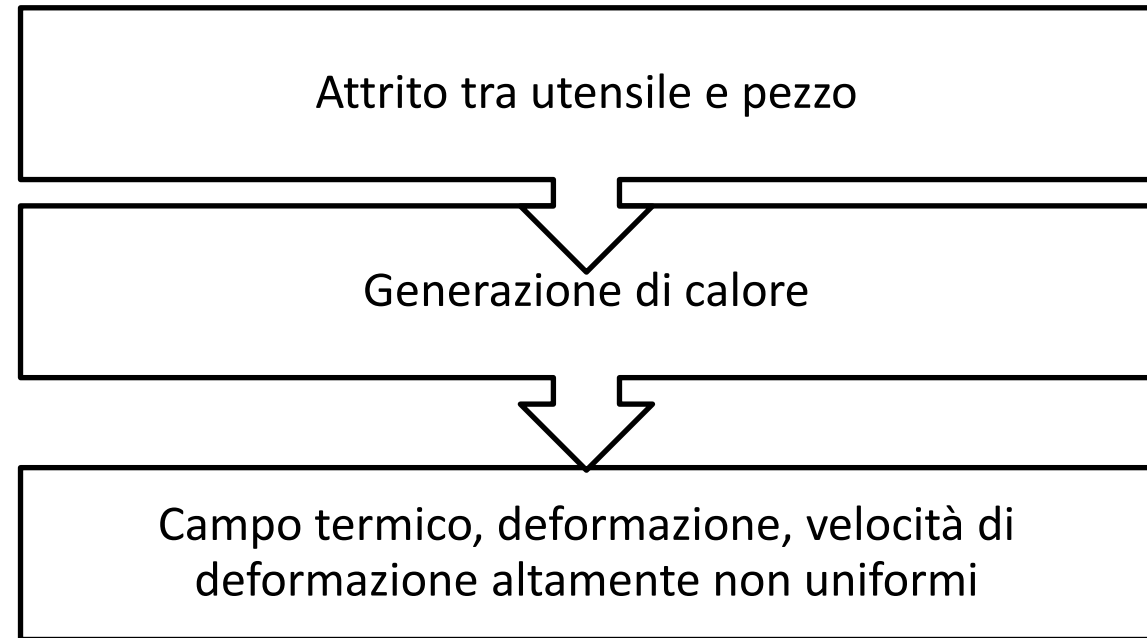 Attrito tra utensile e pezzo
Generazione di calore
Campo termico, deformazione, velocità di
deformazione altamente non uniformi